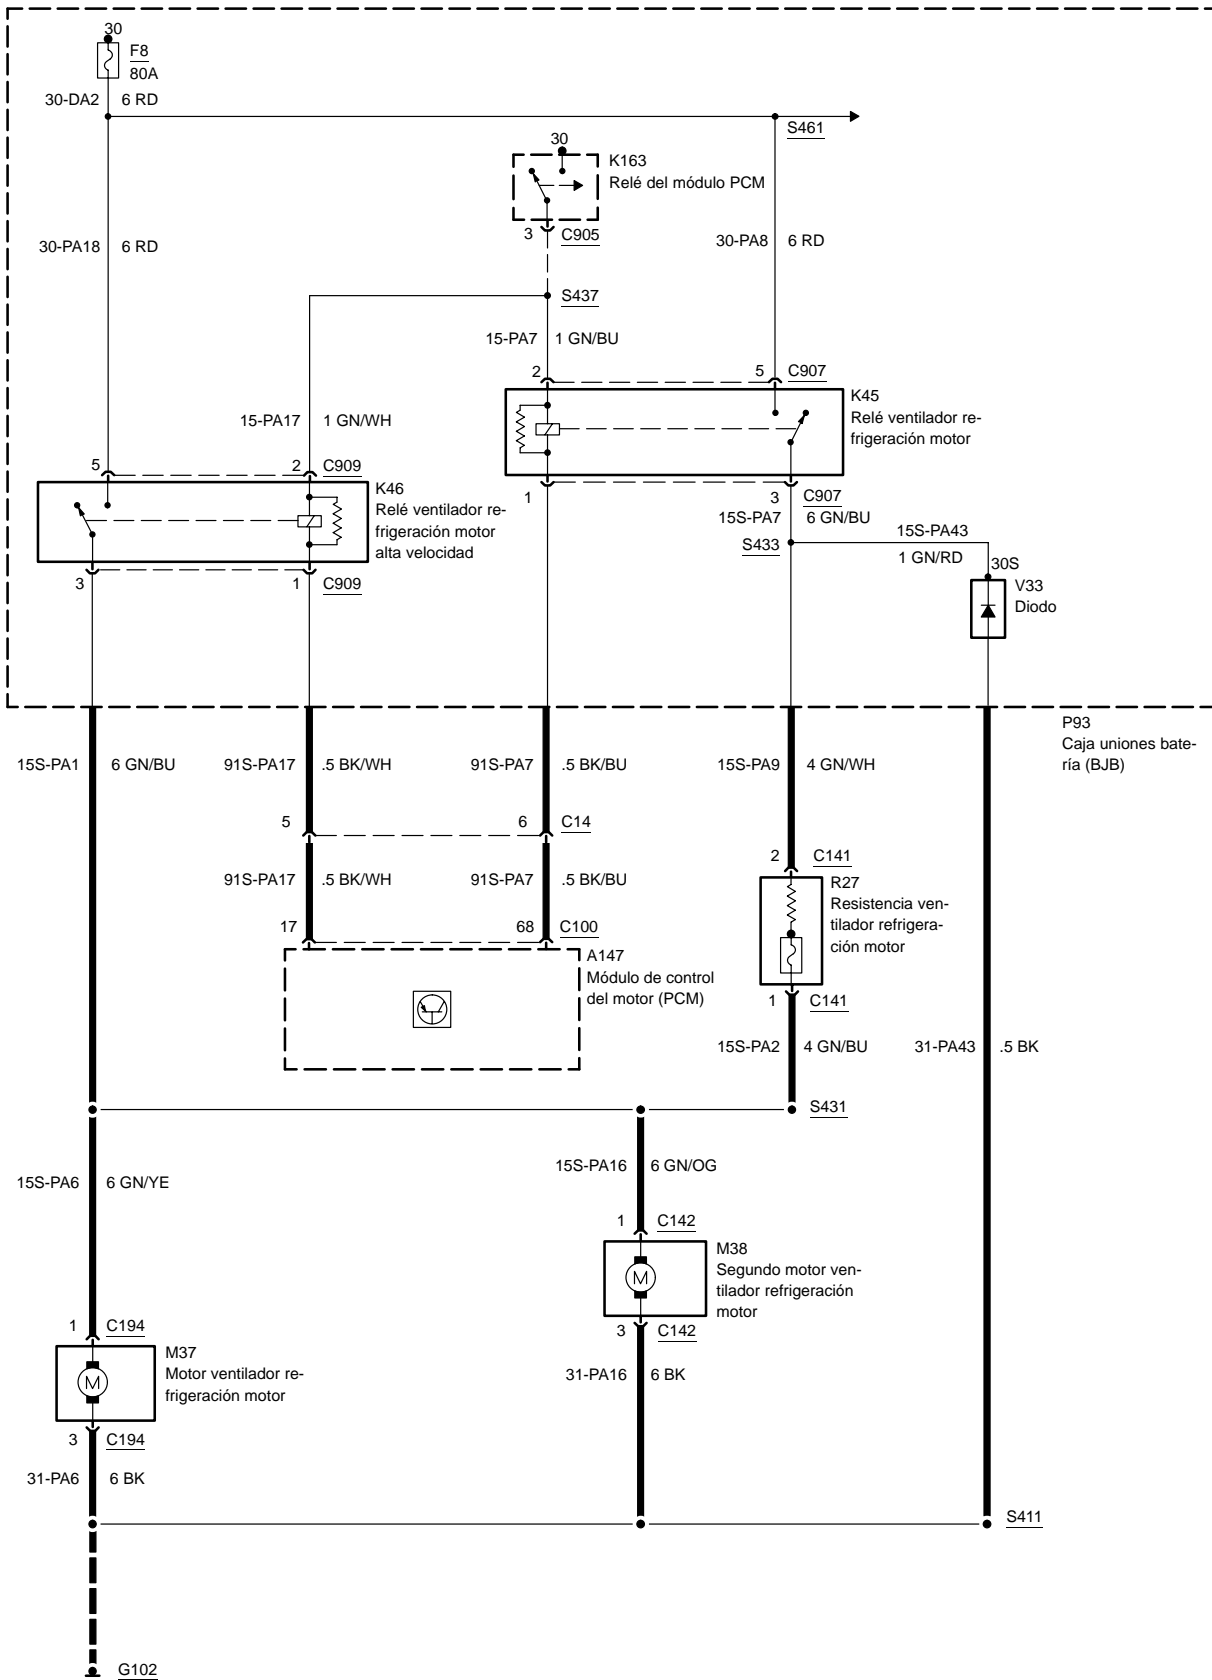 30
F8
80A
30-DA2 6 RD
S461
30
K163
Relé del módulo PCM
3 C905
30-PA18 6 RD
30-PA8 6 RD
S437
15-PA7 1 GN/BU
2 5 C907
K45
Relé ventilador re-
frigeración motor
15-PA17 1 GN/WH
5 2 C909
K46
Relé ventilador re-
frigeración motor
alta velocidad
1 3 C907
15S-PA7 6 GN/BU
15S-PA43
S433
1 GN/RD
30S
V33
Diodo
3 1 C909
P93
Caja uniones bate-
ría (BJB)
15S-PA1 6 GN/BU 91S-PA17 .5 BK/WH 91S-PA7 .5 BK/BU 15S-PA9 4 GN/WH
5 6 C14
2 C141
91S-PA17 .5 BK/WH 91S-PA7 .5 BK/BU
R27
Resistencia ven-
tilador refrigera-
ción motor
17 68 C100
A147
Módulo de control
del motor (PCM)
1 C141
15S-PA2 4 GN/BU 31-PA43 .5 BK
S431
15S-PA16 6 GN/OG
15S-PA6 6 GN/YE
1 C142
M38
Segundo motor ven-
tilador refrigeración
motor
M
3 C142
1 C194
M37
Motor ventilador re-
frigeración motor
M
31-PA16 6 BK
3 C194
31-PA6 6 BK
S411
G102